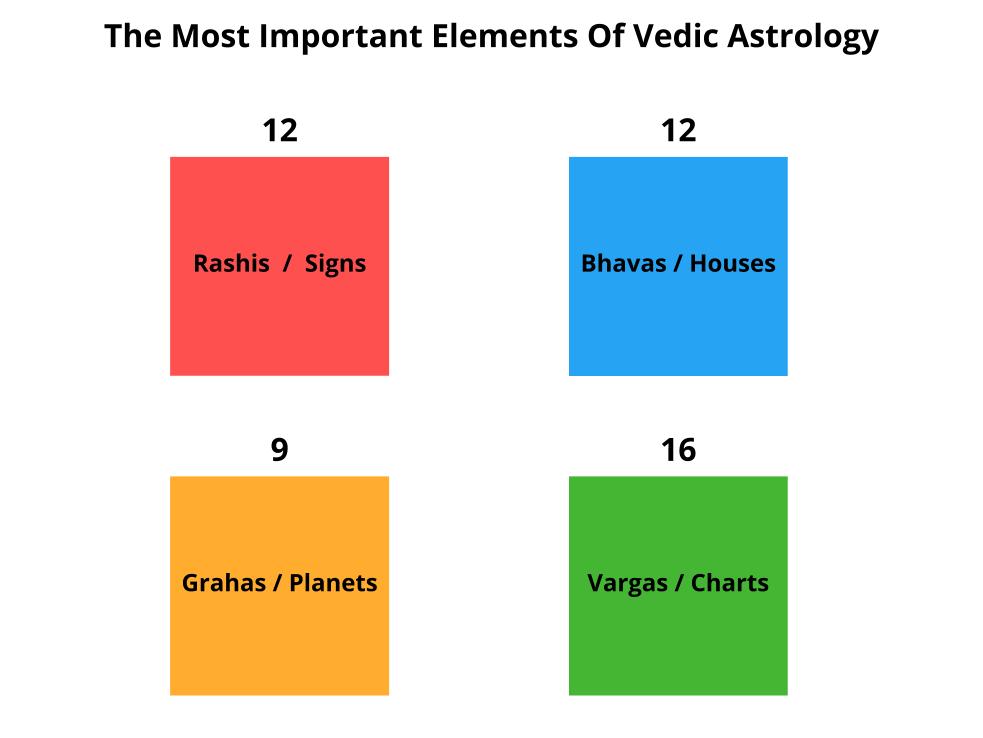 The Most Important Elements Of Vedic Astrology
12
Rashis / Signs
12
Bhavas / Houses
9
Grahas / Planets
16
Vargas / Charts